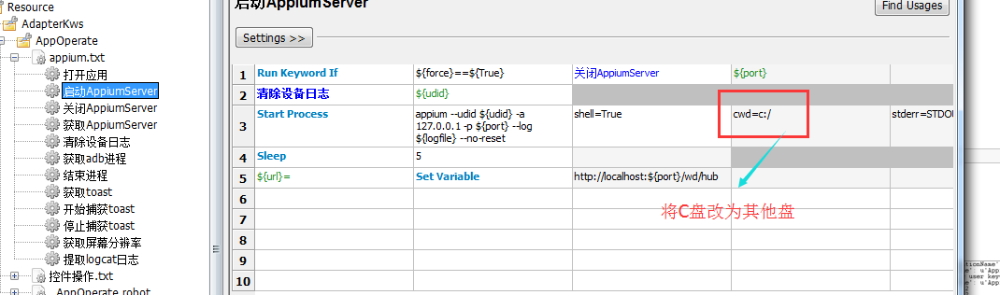 Resource
AdapterKws
AppOperate
appium.txt
打开应用
启动AppiumServer
关闭AppiumServer
获取AppiumServer
清除设备日志
获取adb进程
结束进程
获取toast
开始捕获toast
停止捕获toast
获取屏幕分辨率
提取logcat日志
控件操作.txt
AppOperate.robot
启动AppiumServer
Find Usages
Settings >>
1 Run Keyword If ${force}==${True} 关闭AppiumServer ${port}
2 清除设备日志 ${udid}
3 Start Process appium --udid ${udid} -a shell=True cwd=c:/ stderr=STDOU
127.0.0.1 -p ${port} --log
${logfile} --no-reset
4 Sleep 5
5 ${url}= Set Variable http://localhost:${port}/wd/hub
6
7
8
9
10
将C盘改为其他盘